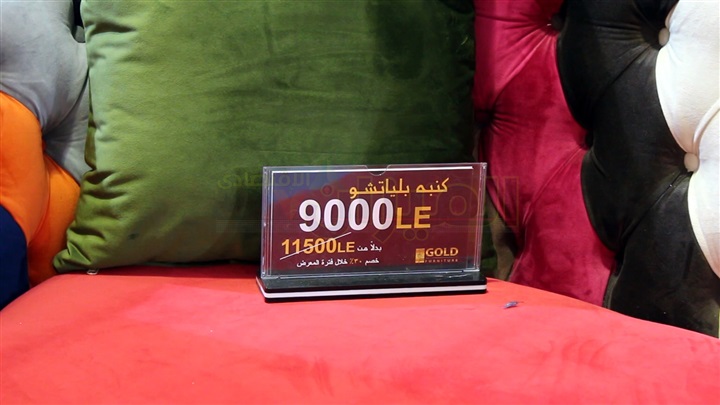 كنبه بلياتشو
9000LE
بدلاً من 11500LE
خصم ٣٠٪ خلال فترة المعرض
GOLD
FURNITURE